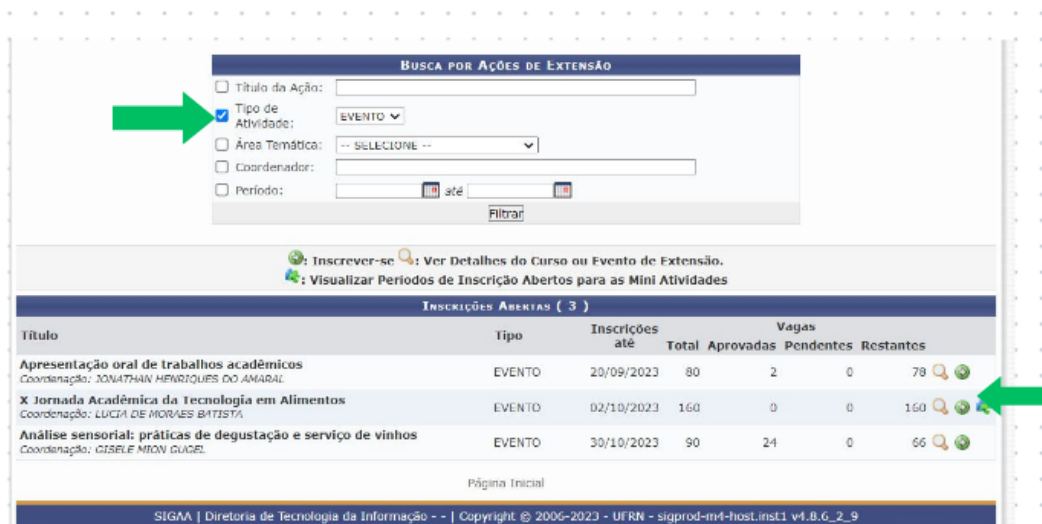 BUSCA POR AÇÕES DE EXTENSÃO
Título da Ação:
Tipo de Atividade: EVENTO
Área Temática: -- SELECIONE --
Coordenador:
Período: até
Filtrar
: Inscrever-se : Ver Detalhes do Curso ou Evento de Extensão.
: Visualizar Períodos de Inscrição Abertos para as Mini Atividades
INSCRIÇÕES ABERTAS ( 3 )
Título Tipo Inscrições até Vagas
Total Aprovadas Pendentes Restantes
Apresentação oral de trabalhos acadêmicos EVENTO 20/09/2023 80 2 0 78
Coordenação: JONATHAN HENRIQUES DO AMARAL
X Jornada Acadêmica da Tecnologia em Alimentos EVENTO 02/10/2023 160 0 0 160
Coordenação: LUCIA DE MORAES BATISTA
Análise sensorial: práticas de degustação e serviço de vinhos EVENTO 30/10/2023 90 24 0 66
Coordenação: GISELE MION GUGEL
Página Inicial
SIGAA | Diretoria de Tecnologia da Informação - - | Copyright © 2006-2023 - UFRN - sigprod-m4-host.inst1 v4.8.6_2_9